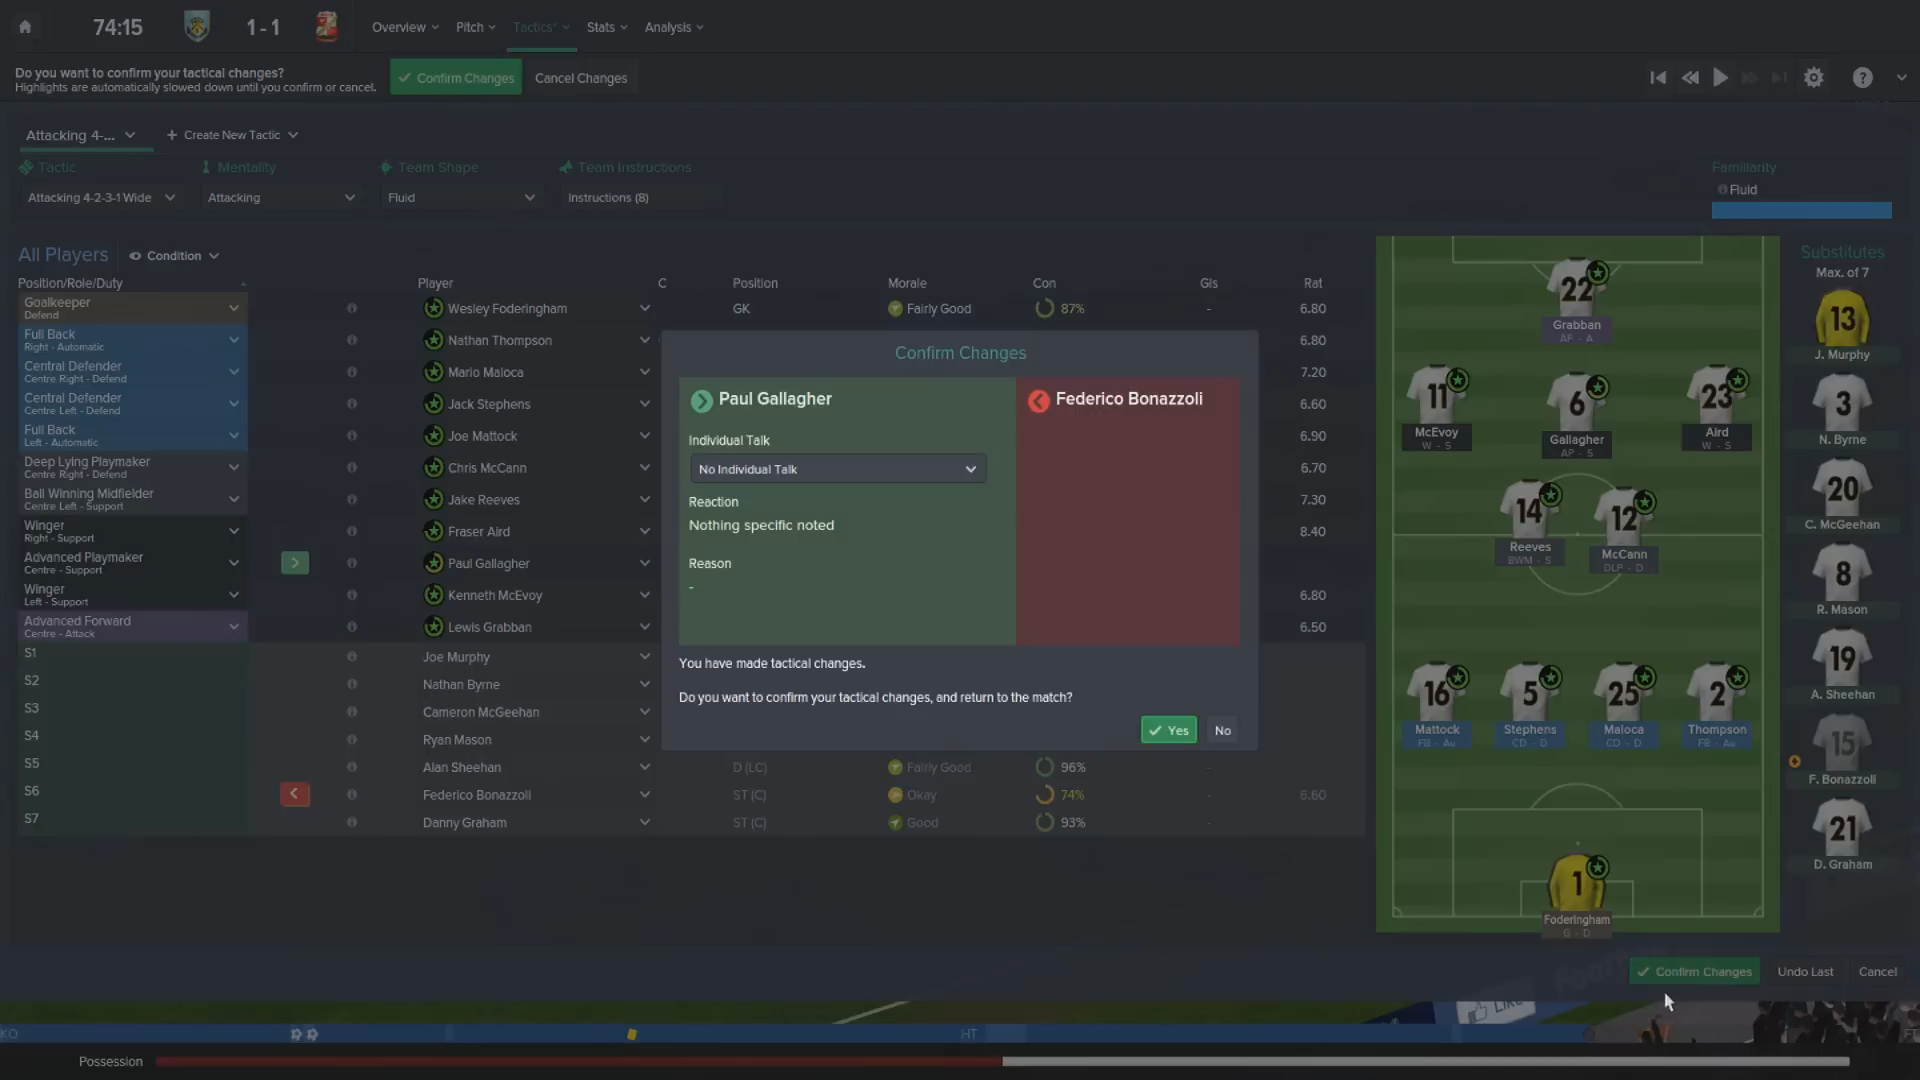 74:15
1 - 1
Overview
Pitch
Tactics*
Stats
Analysis
Do you want to confirm your tactical changes?
Highlights are automatically slowed down until you confirm or cancel.
Confirm Changes
Cancel Changes
Attacking 4-...
Create New Tactic
Tactic
Mentality
Team Shape
Team Instructions
Familiarity
Attacking 4-2-3-1 Wide
Attacking
Fluid
Instructions (8)
Fluid
All Players
Condition
Substitutes
Max. of 7
Position/Role/Duty
Player
C
Position
Morale
Con
Gls
Rat
Goalkeeper
Defend
Wesley Foderingham
GK
Fairly Good
87%
-
6.80
Full Back
Right - Automatic
Nathan Thompson
6.80
Central Defender
Centre Right - Defend
Mario Maloca
7.20
Central Defender
Centre Left - Defend
Jack Stephens
6.60
Full Back
Left - Automatic
Joe Mattock
6.90
Deep Lying Playmaker
Centre Right - Defend
Chris McCann
6.70
Ball Winning Midfielder
Centre Left - Support
Jake Reeves
7.30
Winger
Right - Support
Fraser Aird
8.40
Advanced Playmaker
Centre - Support
Paul Gallagher
Winger
Left - Support
Kenneth McEvoy
6.80
Advanced Forward
Centre - Attack
Lewis Grabban
6.50
S1
Joe Murphy
S2
Nathan Byrne
S3
Cameron McGeehan
S4
Ryan Mason
S5
Alan Sheehan
D (LC)
Fairly Good
96%
-
S6
Federico Bonazzoli
ST (C)
Okay
74%
-
6.60
S7
Danny Graham
ST (C)
Good
93%
-
Confirm Changes
Paul Gallagher
Federico Bonazzoli
Individual Talk
No Individual Talk
Reaction
Nothing specific noted
Reason
-
You have made tactical changes.
Do you want to confirm your tactical changes, and return to the match?
Yes
No
22
Grabban
AF - A
11
McEvoy
W - S
6
Gallagher
AP - S
23
Aird
W - S
14
Reeves
BWM - S
12
McCann
DLP - D
16
Mattock
FB - Au
5
Stephens
CD - D
25
Maloca
CD - D
2
Thompson
FB - Au
1
Foderingham
G - D
13
J. Murphy
3
N. Byrne
20
C. McGeehan
8
R. Mason
19
A. Sheehan
15
F. Bonazzoli
21
D. Graham
Confirm Changes
Undo Last
Cancel
LIKE
KO
HT
FT
Possession